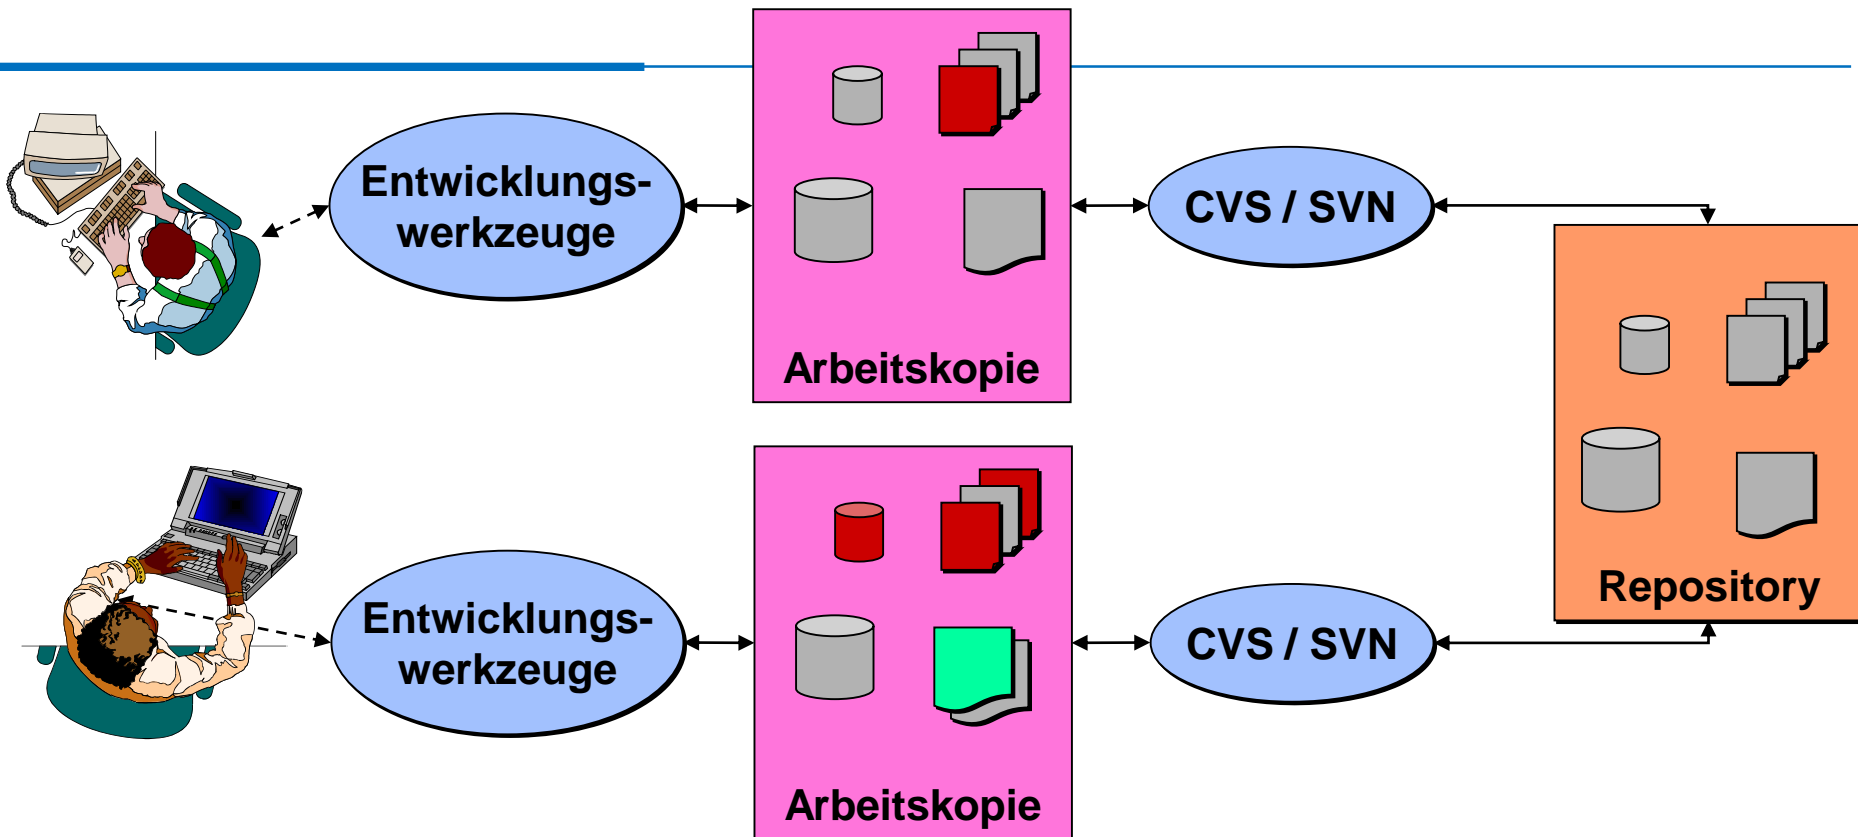 Entwicklungs-
werkzeuge
Arbeitskopie
CVS / SVN
Repository
Entwicklungs-
werkzeuge
Arbeitskopie
CVS / SVN